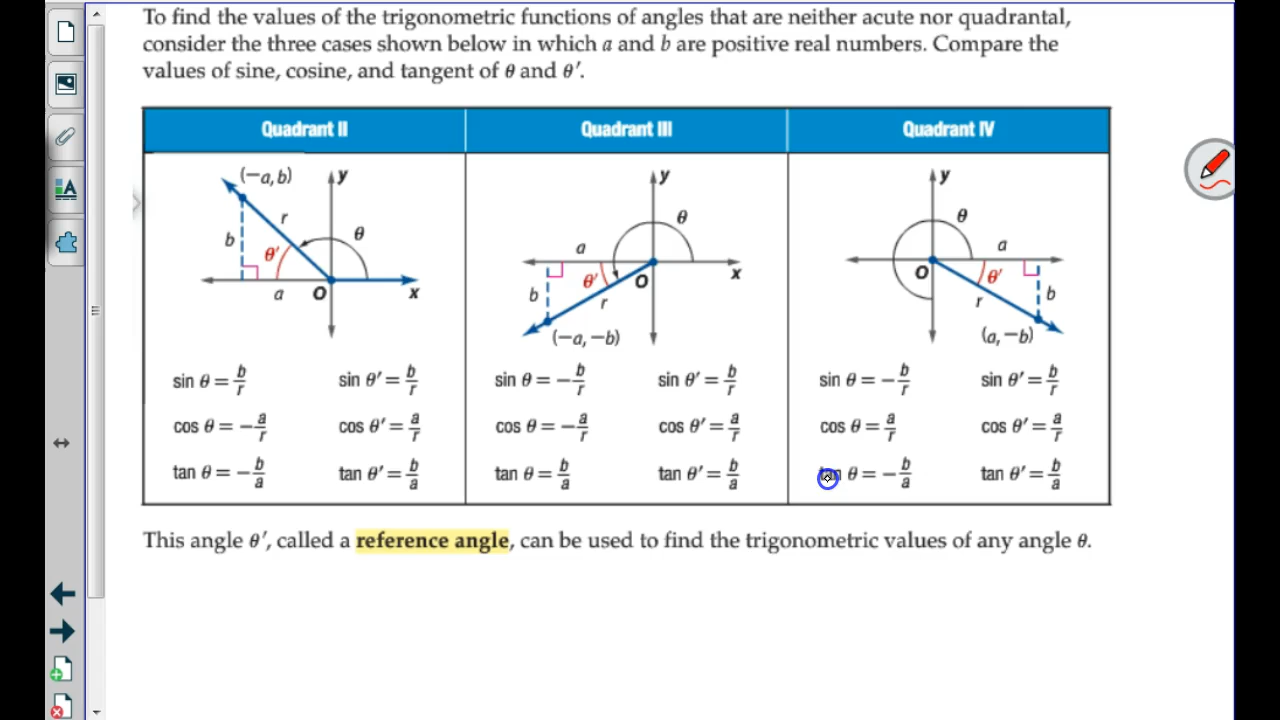 To find the values of the trigonometric functions of angles that are neither acute nor quadrantal,
consider the three cases shown below in which a and b are positive real numbers. Compare the
values of sine, cosine, and tangent of θ and θ′.
Quadrant II
Quadrant III
Quadrant IV
(−a, b)
y
r
θ
b
θ′
a
O
x
y
θ
a
θ′
O
x
b
r
(−a, −b)
y
θ
a
O
θ′
r
b
(a, −b)
sin θ = b/r
sin θ′ = b/r
sin θ = −b/r
sin θ′ = b/r
sin θ = −b/r
sin θ′ = b/r
cos θ = −a/r
cos θ′ = a/r
cos θ = −a/r
cos θ′ = a/r
cos θ = a/r
cos θ′ = a/r
tan θ = −b/a
tan θ′ = b/a
tan θ = b/a
tan θ′ = b/a
tan θ = −b/a
tan θ′ = b/a
This angle θ′, called a reference angle, can be used to find the trigonometric values of any angle θ.